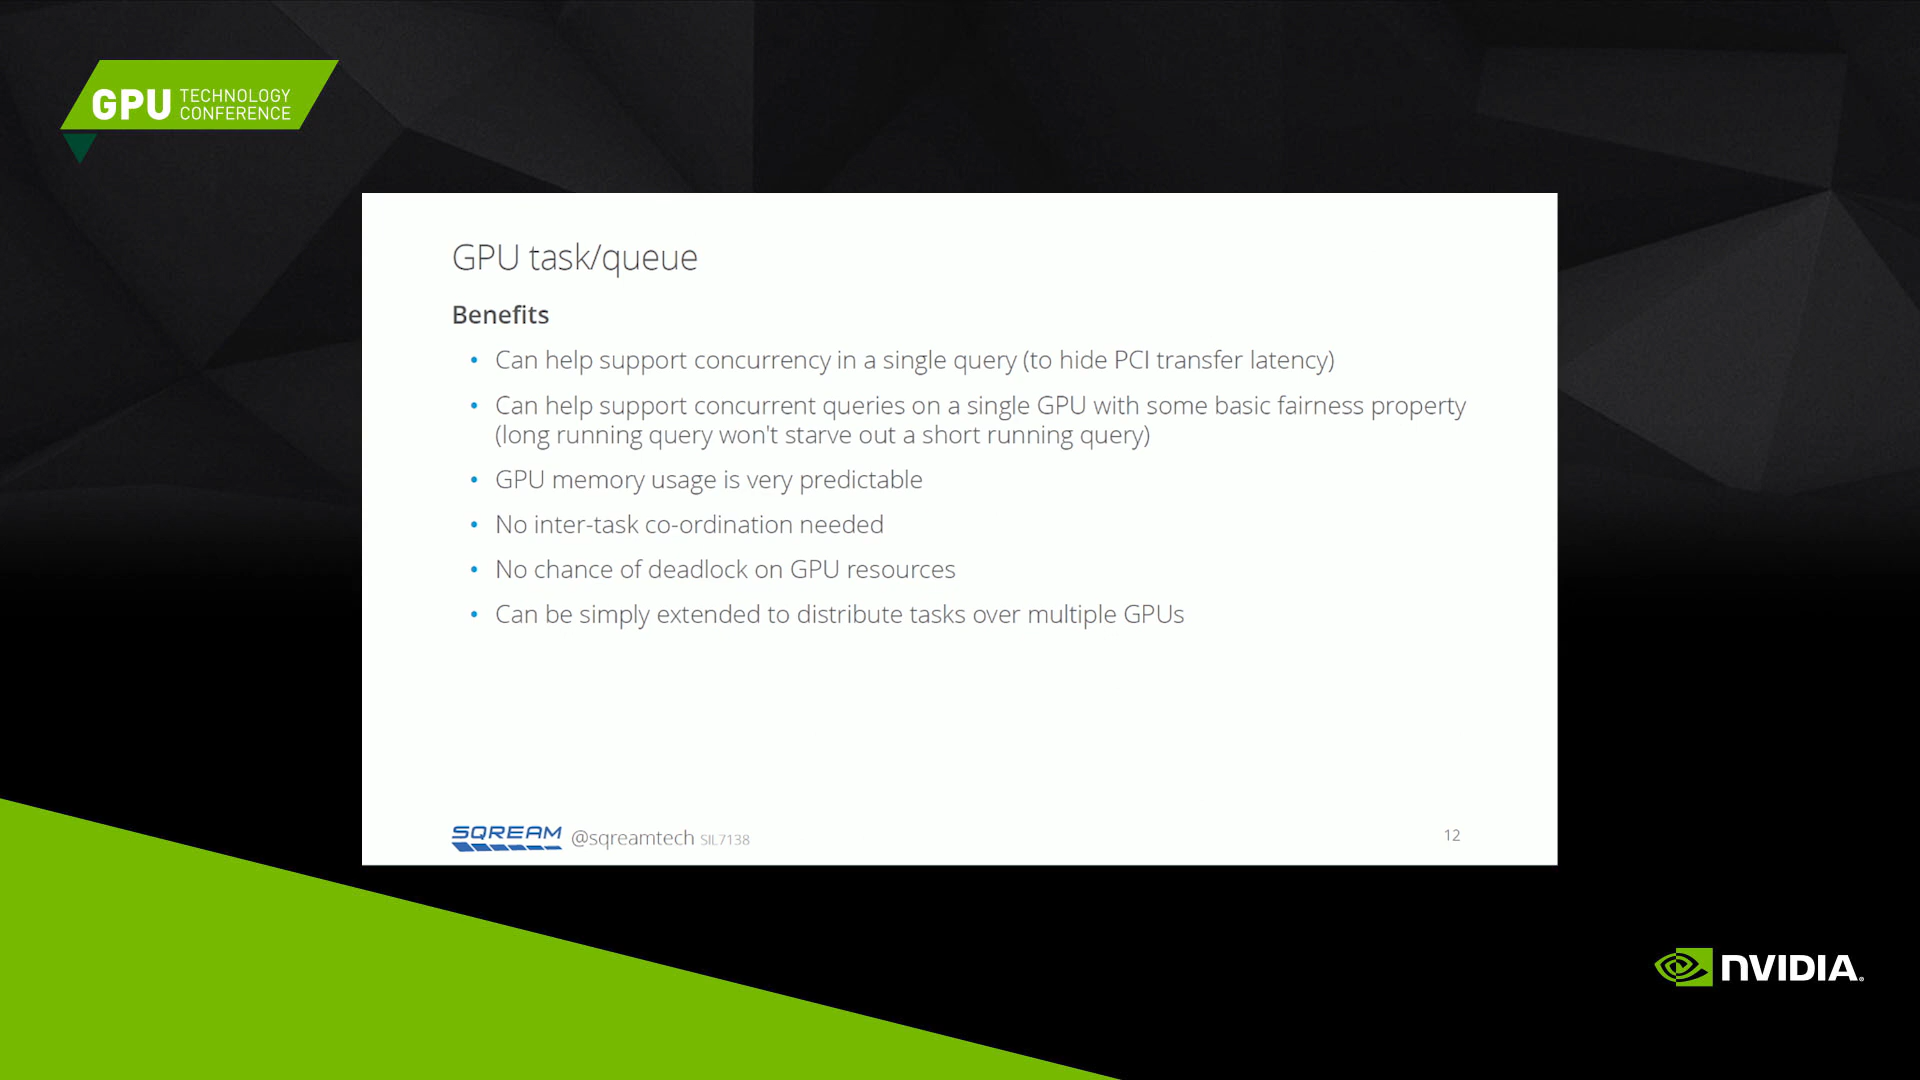 GPU TECHNOLOGY
CONFERENCE
GPU task/queue
Benefits
• Can help support concurrency in a single query (to hide PCI transfer latency)
• Can help support concurrent queries on a single GPU with some basic fairness property
(long running query won't starve out a short running query)
• GPU memory usage is very predictable
• No inter-task co-ordination needed
• No chance of deadlock on GPU resources
• Can be simply extended to distribute tasks over multiple GPUs
SQREAM @sqreamtech SIL7138
12
NVIDIA.